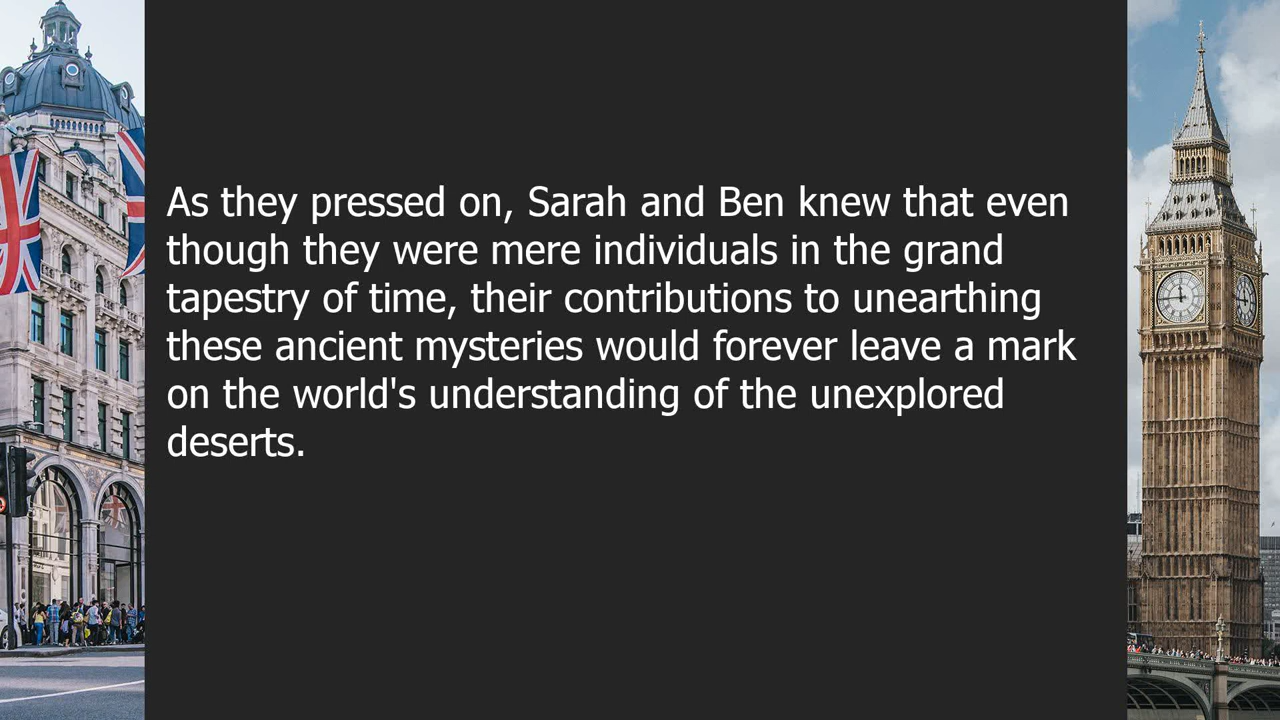 As they pressed on, Sarah and Ben knew that even
though they were mere individuals in the grand
tapestry of time, their contributions to unearthing
these ancient mysteries would forever leave a mark
on the world's understanding of the unexplored
deserts.